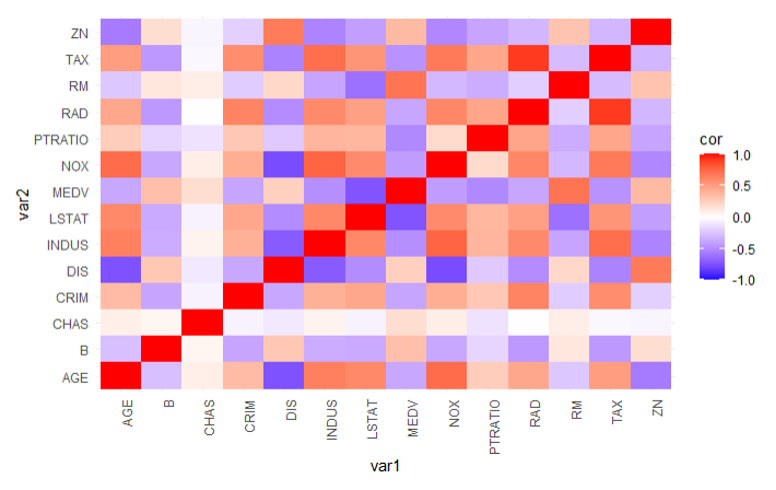 ZN
TAX
RM
RAD
PTRATIO
NOX
MEDV
LSTAT
INDUS
DIS
CRIM
CHAS
B
AGE
var2
AGE
B
CHAS
CRIM
DIS
INDUS
LSTAT
MEDV
NOX
PTRATIO
RAD
RM
TAX
ZN
var1
cor
1.0
0.5
0.0
-0.5
-1.0